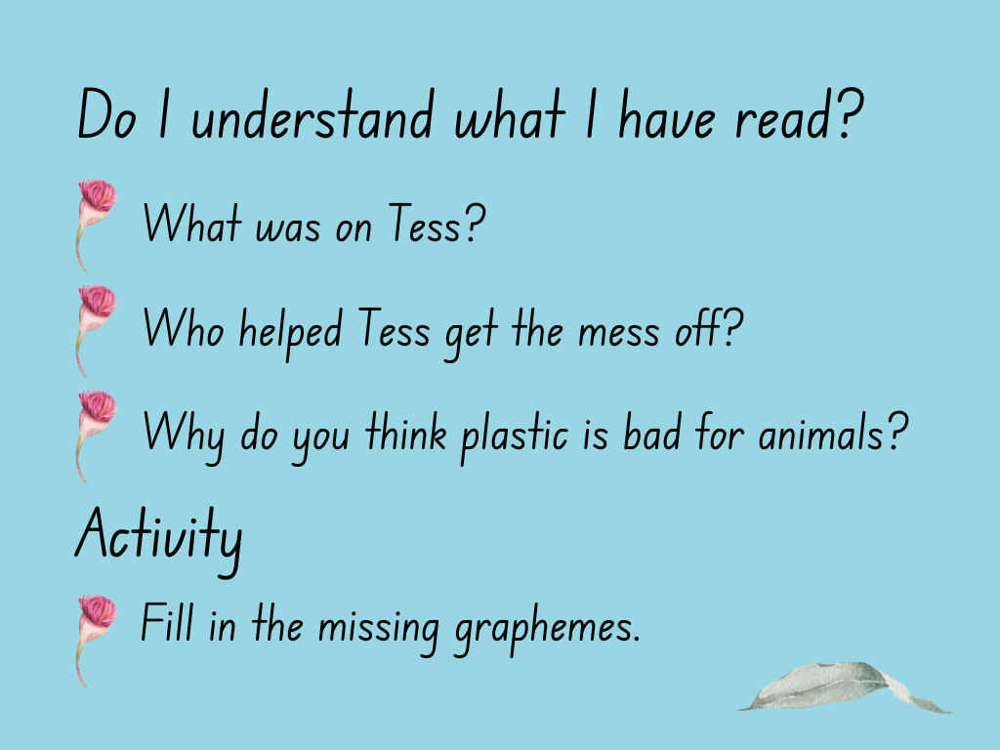 Do I understand what I have read?
What was on Tess?
Who helped Tess get the mess off?
Why do you think plastic is bad for animals?
Activity
Fill in the missing graphemes.